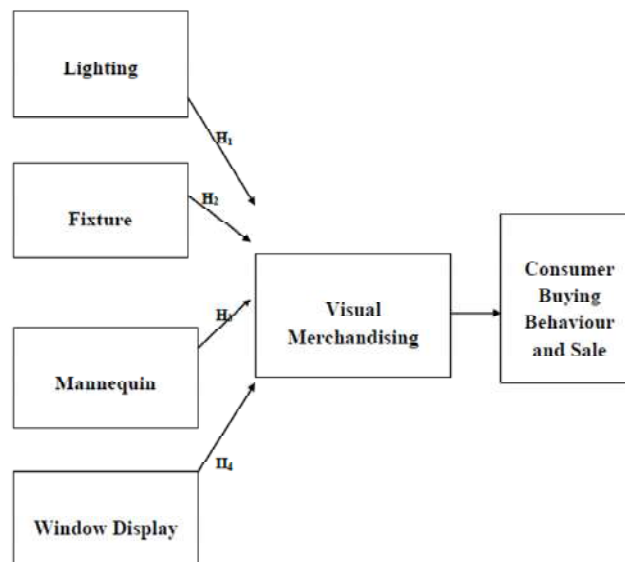 Lighting
H₁
Fixture
H₂
Visual
Merchandising
Consumer
Buying
Behaviour
and Sale
H₃
Mannequin
H₄
Window Display